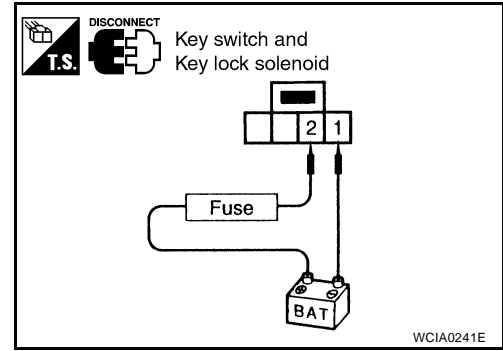 DISCONNECT
T.S.
Key switch and
Key lock solenoid
2 1
Fuse
BAT
WCIA0241E